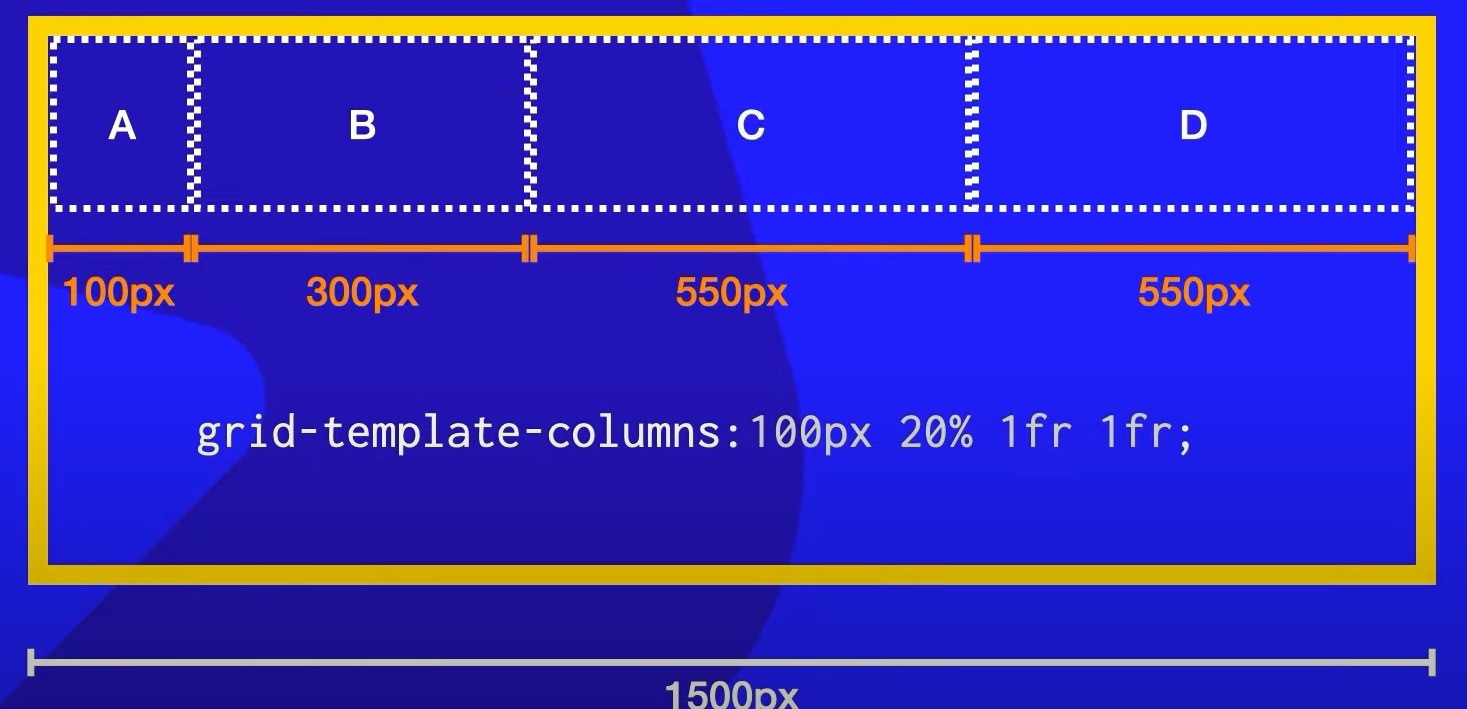 A B C D
100px 300px 550px 550px
grid-template-columns:100px 20% 1fr 1fr;
1500px